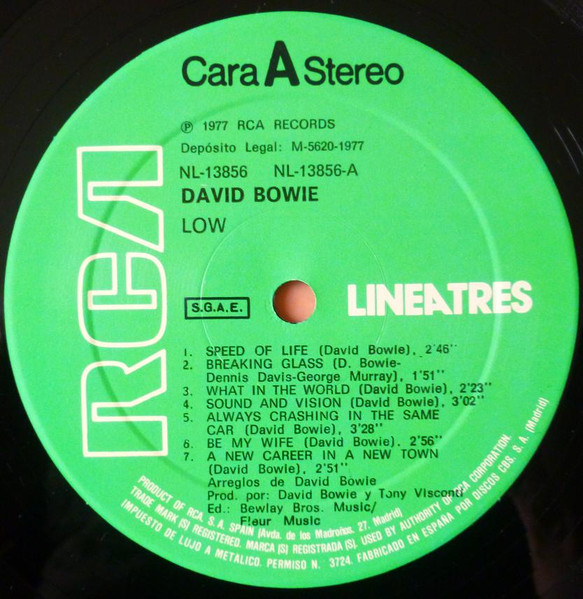 Cara A Stereo
Ⓟ 1977 RCA RECORDS
Depósito Legal: M-5620-1977
NL-13856 NL-13856-A
DAVID BOWIE
LOW
RCA
S.G.A.E.
LINEATRES
1. SPEED OF LIFE (David Bowie), 2'46''
2. BREAKING GLASS (D. Bowie-
Dennis Davis-George Murray), 1'51''
3. WHAT IN THE WORLD (David Bowie), 2'23''
4. SOUND AND VISION (David Bowie), 3'02''
5. ALWAYS CRASHING IN THE SAME
CAR (David Bowie), 3'28''
6. BE MY WIFE (David Bowie), 2'56''
7. A NEW CAREER IN A NEW TOWN
(David Bowie), 2'51''
Arreglos de David Bowie
Prod. por: David Bowie y Tony Visconti
Ed.: Bewlay Bros. Music/
Fleur Music
PRODUCT OF RCA. S. A. SPAIN (Avda. de los Madroños. 27. Madrid)
TRADE MARK (S) REGISTERED. MARCA (S) REGISTRADA (S). USED BY AUTHORITY OF RCA CORPORATION.
IMPUESTO DE LUJO A METALICO. PERMISO N. 3724. FABRICADO EN ESPAÑA POR DISCOS CBS. S. A. (Madrid)